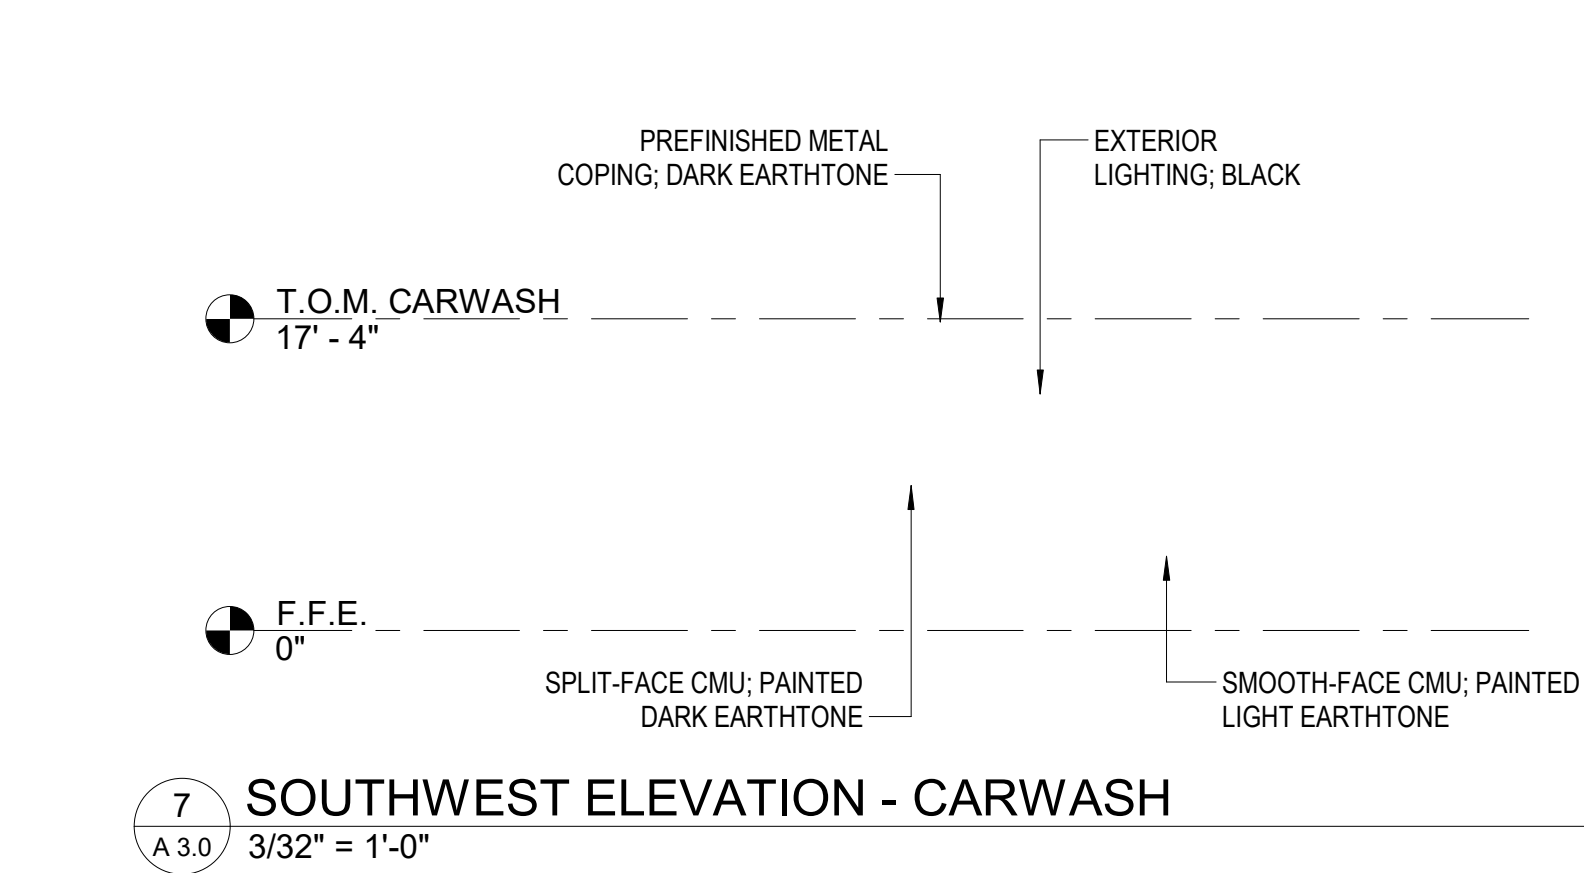 PREFINISHED METAL
COPING; DARK EARTHTONE
EXTERIOR
LIGHTING; BLACK
T.O.M. CARWASH
17' - 4"
F.F.E.
0"
SPLIT-FACE CMU; PAINTED
DARK EARTHTONE
SMOOTH-FACE CMU; PAINTED
LIGHT EARTHTONE
7
A 3.0
SOUTHWEST ELEVATION - CARWASH
3/32" = 1'-0"